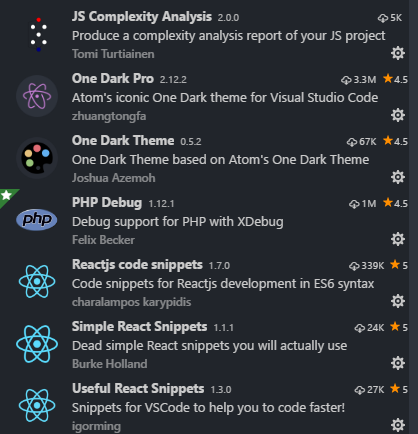 JS Complexity Analysis 2.0.0 5K
Produce a complexity analysis report of your JS project
Tomi Turtiainen
One Dark Pro 2.12.2 3.3M 4.5
Atom's iconic One Dark theme for Visual Studio Code
zhuangtongfa
One Dark Theme 0.5.2 67K 4.5
One Dark Theme based on Atom's One Dark Theme
Joshua Azemoh
php
PHP Debug 1.12.1 1M 4.5
Debug support for PHP with XDebug
Felix Becker
Reactjs code snippets 1.7.0 339K 5
Code snippets for Reactjs development in ES6 syntax
charalampos karypidis
Simple React Snippets 1.1.1 24K 5
Dead simple React snippets you will actually use
Burke Holland
Useful React Snippets 1.3.0 27K 5
Snippets for VSCode to help you to code faster!
igorming